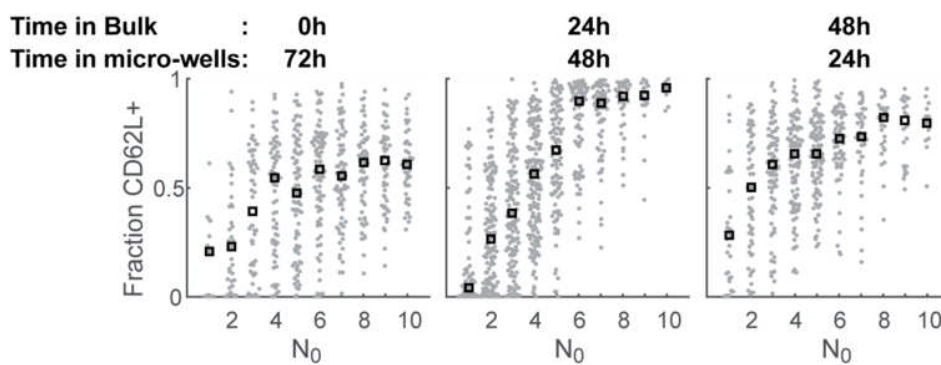 Time in Bulk : 0h 24h 48h
Time in micro-wells: 72h 48h 24h
1
0.5
0
Fraction CD62L+
2 4 6 8 10 2 4 6 8 10 2 4 6 8 10
N₀ N₀ N₀